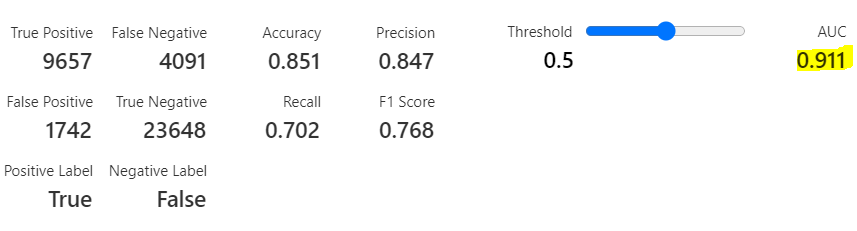 True Positive False Negative Accuracy Precision Threshold AUC
9657 4091 0.851 0.847 0.5 0.911
False Positive True Negative Recall F1 Score
1742 23648 0.702 0.768
Positive Label Negative Label
True False